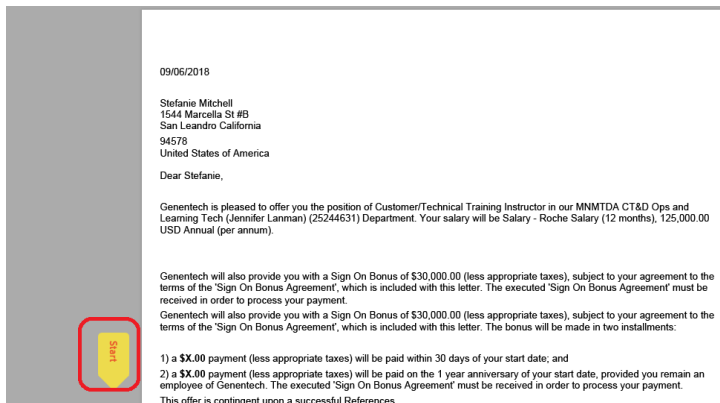 09/06/2018
Stefanie Mitchell
1544 Marcella St #B
San Leandro California
94578
United States of America
Dear Stefanie,
Genentech is pleased to offer you the position of Customer/Technical Training Instructor in our MNMTDA CT&D Ops and
Learning Tech (Jennifer Lanman) (25244631) Department. Your salary will be Salary - Roche Salary (12 months), 125,000.00
USD Annual (per annum).
Genentech will also provide you with a Sign On Bonus of $30,000.00 (less appropriate taxes), subject to your agreement to the
terms of the 'Sign On Bonus Agreement', which is included with this letter. The executed 'Sign On Bonus Agreement' must be
received in order to process your payment.
Genentech will also provide you with a Sign On Bonus of $30,000.00 (less appropriate taxes), subject to your agreement to the
terms of the 'Sign On Bonus Agreement', which is included with this letter. The bonus will be made in two installments:
Start
1) a $X.00 payment (less appropriate taxes) will be paid within 30 days of your start date; and
2) a $X.00 payment (less appropriate taxes) will be paid on the 1 year anniversary of your start date, provided you remain an
employee of Genentech. The executed 'Sign On Bonus Agreement' must be received in order to process your payment.
This offer is contingent upon a successful References